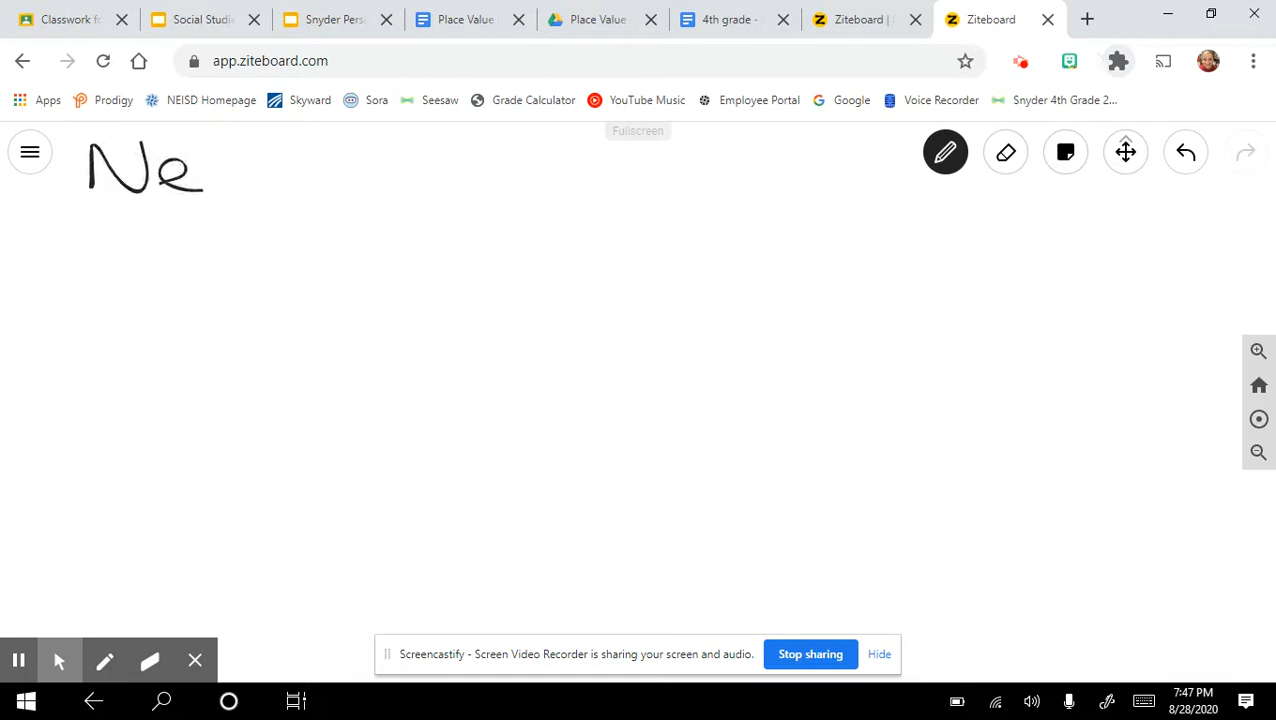 Classwork fo
Social Studie
Snyder Pers
Place Value
Place Value
4th grade -
Ziteboard | 
Ziteboard
app.ziteboard.com
Apps
Prodigy
NEISD Homepage
Skyward
Sora
Seesaw
Grade Calculator
YouTube Music
Employee Portal
Google
Voice Recorder
Snyder 4th Grade 2...
Fullscreen
Ne
Screencastify - Screen Video Recorder is sharing your screen and audio.
Stop sharing
Hide
7:47 PM
8/28/2020